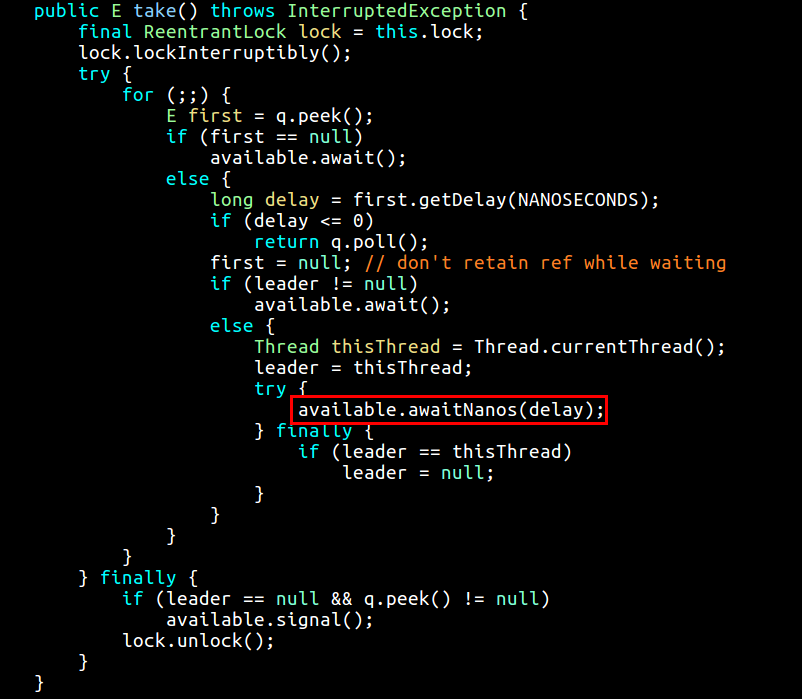 public E take() throws InterruptedException {
    final ReentrantLock lock = this.lock;
    lock.lockInterruptibly();
    try {
        for (;;) {
            E first = q.peek();
            if (first == null)
                available.await();
            else {
                long delay = first.getDelay(NANOSECONDS);
                if (delay <= 0)
                    return q.poll();
                first = null; // don't retain ref while waiting
                if (leader != null)
                    available.await();
                else {
                    Thread thisThread = Thread.currentThread();
                    leader = thisThread;
                    try {
                        available.awaitNanos(delay);
                    } finally {
                        if (leader == thisThread)
                            leader = null;
                    }
                }
            }
        }
    } finally {
        if (leader == null && q.peek() != null)
            available.signal();
        lock.unlock();
    }
}